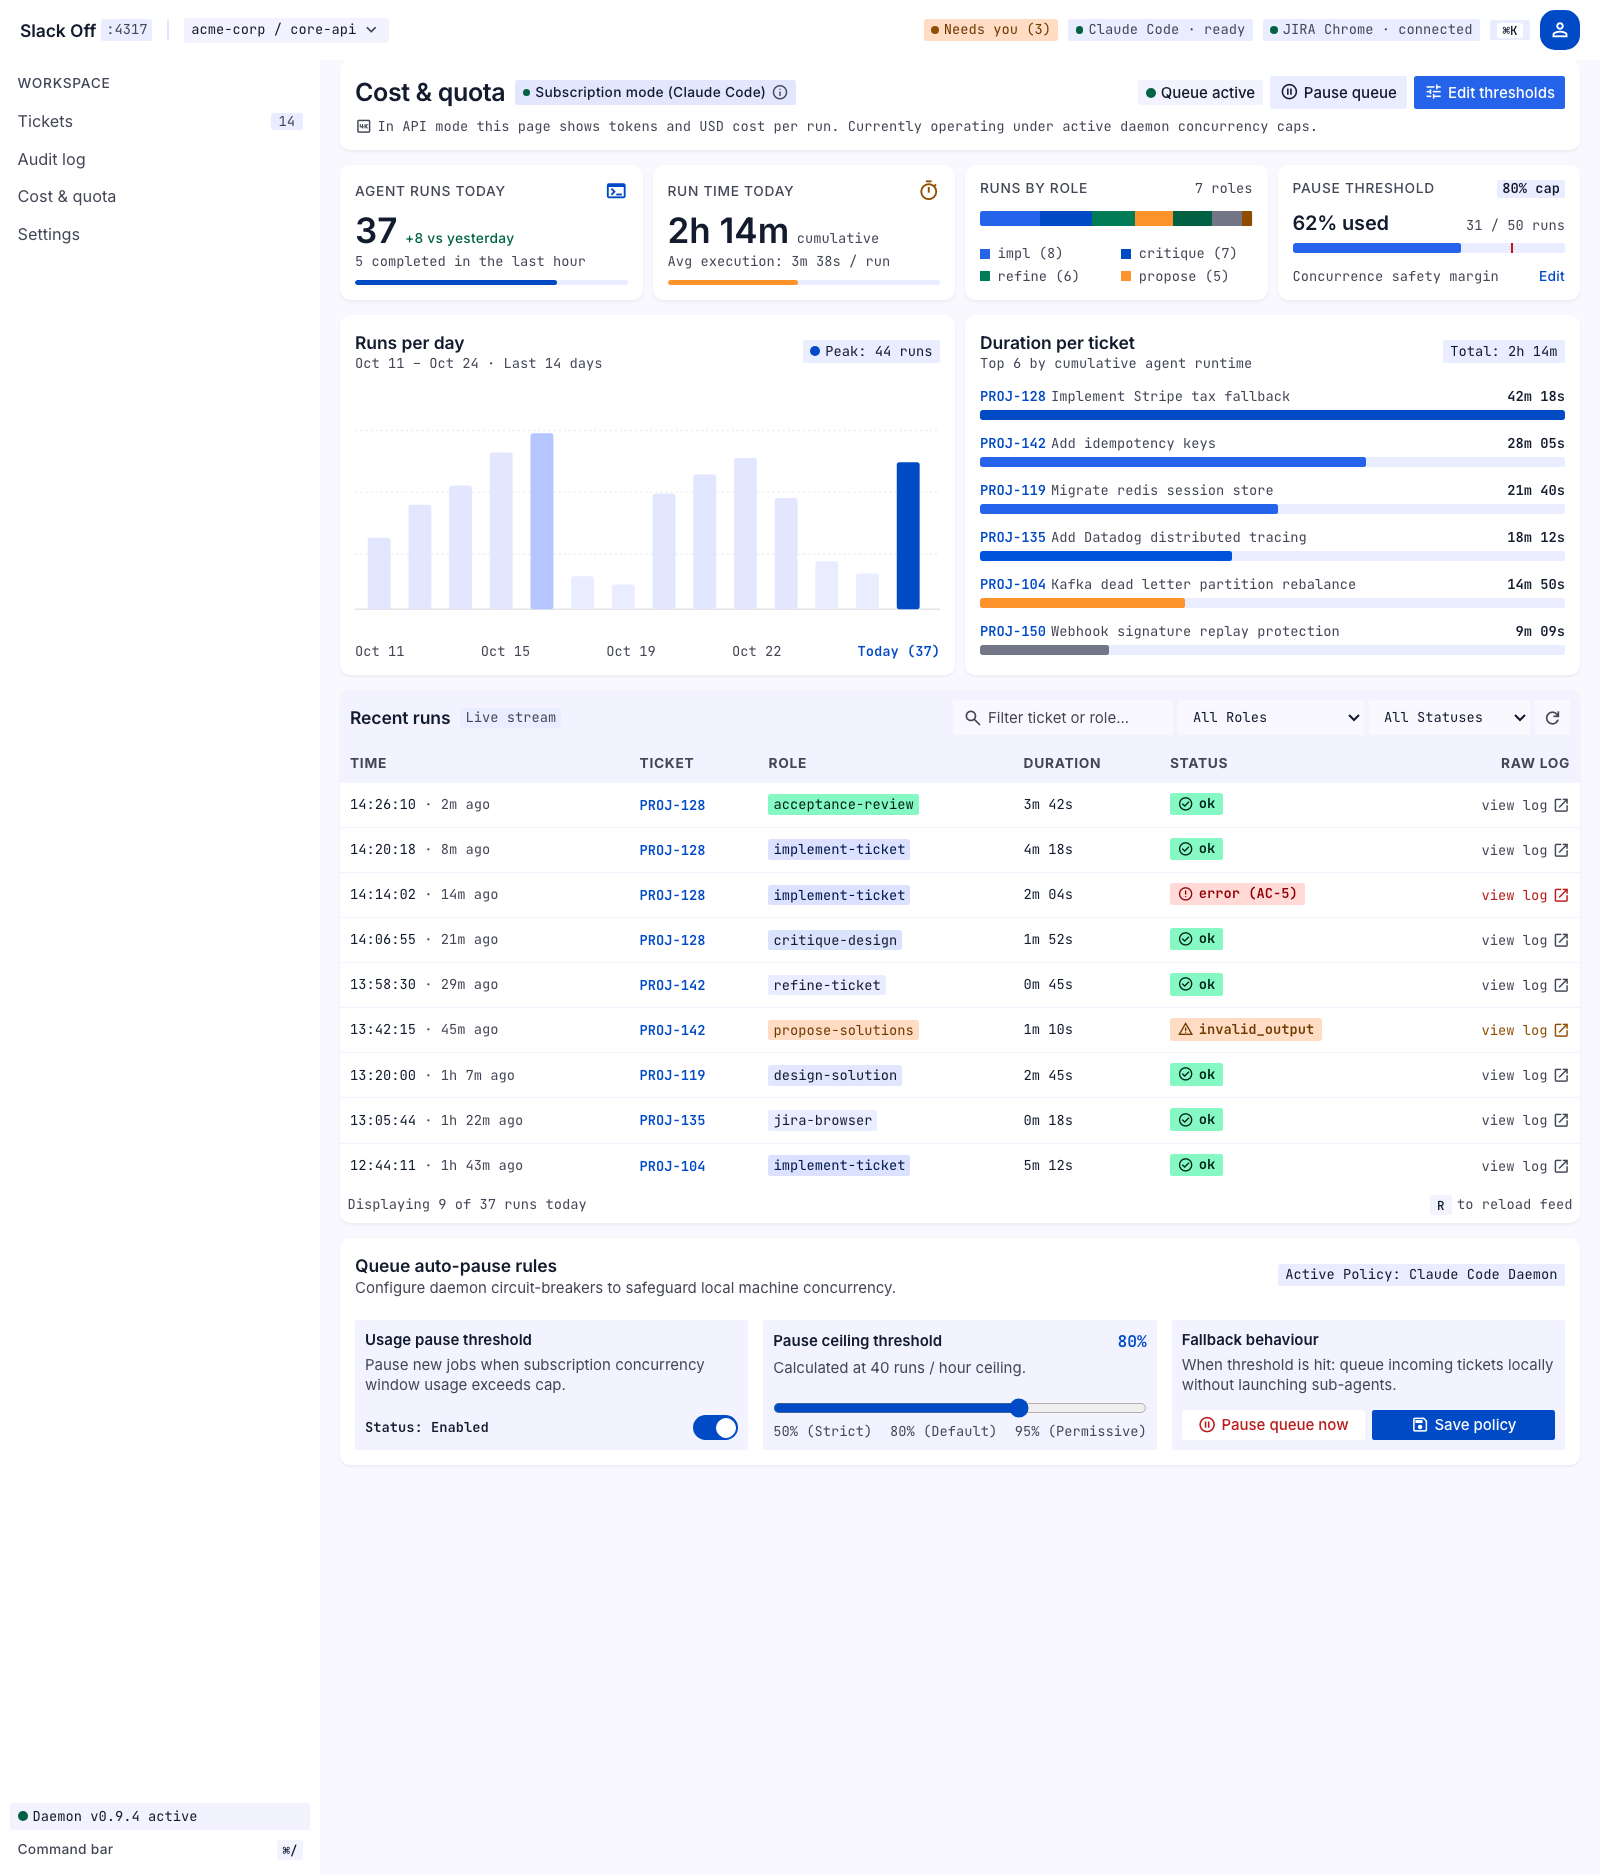 Slack Off :4317 acme-corp / core-api Needs you (3) Claude Code · ready JIRA Chrome · connected ⌘K
WORKSPACE
Tickets 14
Audit log
Cost & quota
Settings
Daemon v0.9.4 active
Command bar ⌘/
Cost & quota Subscription mode (Claude Code) Queue active Pause queue Edit thresholds
In API mode this page shows tokens and USD cost per run. Currently operating under active daemon concurrency caps.
AGENT RUNS TODAY
37 +8 vs yesterday
5 completed in the last hour
RUN TIME TODAY
2h 14m cumulative
Avg execution: 3m 38s / run
RUNS BY ROLE 7 roles
impl (8) critique (7)
refine (6) propose (5)
PAUSE THRESHOLD 80% cap
62% used 31 / 50 runs
Concurrence safety margin Edit
Runs per day
Oct 11 – Oct 24 · Last 14 days
Peak: 44 runs
Oct 11 Oct 15 Oct 19 Oct 22 Today (37)
Duration per ticket
Top 6 by cumulative agent runtime
Total: 2h 14m
PROJ-128 Implement Stripe tax fallback 42m 18s
PROJ-142 Add idempotency keys 28m 05s
PROJ-119 Migrate redis session store 21m 40s
PROJ-135 Add Datadog distributed tracing 18m 12s
PROJ-104 Kafka dead letter partition rebalance 14m 50s
PROJ-150 Webhook signature replay protection 9m 09s
Recent runs Live stream Filter ticket or role... All Roles All Statuses
TIME TICKET ROLE DURATION STATUS RAW LOG
14:26:10 · 2m ago PROJ-128 acceptance-review 3m 42s ok view log
14:20:18 · 8m ago PROJ-128 implement-ticket 4m 18s ok view log
14:14:02 · 14m ago PROJ-128 implement-ticket 2m 04s error (AC-5) view log
14:06:55 · 21m ago PROJ-128 critique-design 1m 52s ok view log
13:58:30 · 29m ago PROJ-142 refine-ticket 0m 45s ok view log
13:42:15 · 45m ago PROJ-142 propose-solutions 1m 10s invalid_output view log
13:20:00 · 1h 7m ago PROJ-119 design-solution 2m 45s ok view log
13:05:44 · 1h 22m ago PROJ-135 jira-browser 0m 18s ok view log
12:44:11 · 1h 43m ago PROJ-104 implement-ticket 5m 12s ok view log
Displaying 9 of 37 runs today R to reload feed
Queue auto-pause rules
Configure daemon circuit-breakers to safeguard local machine concurrency.
Active Policy: Claude Code Daemon
Usage pause threshold
Pause new jobs when subscription concurrency
window usage exceeds cap.
Status: Enabled
Pause ceiling threshold 80%
Calculated at 40 runs / hour ceiling.
50% (Strict) 80% (Default) 95% (Permissive)
Fallback behaviour
When threshold is hit: queue incoming tickets locally
without launching sub-agents.
Pause queue now Save policy